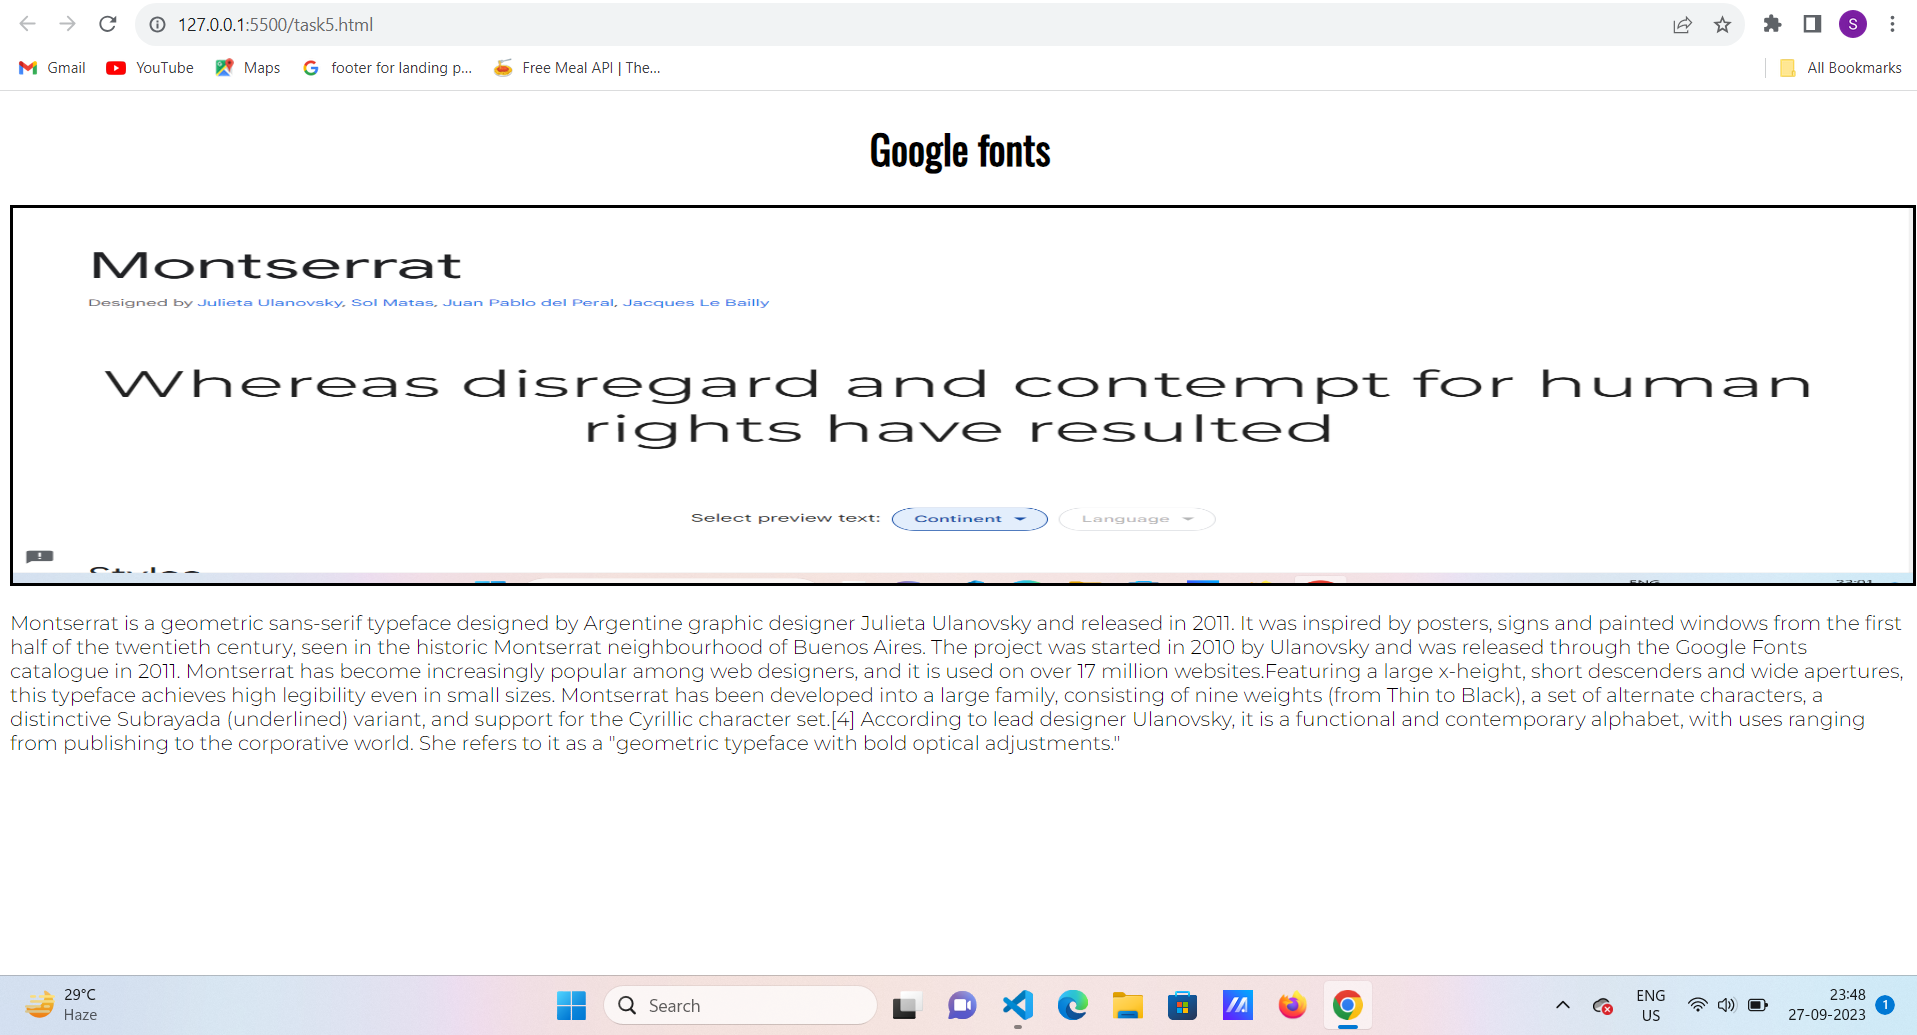 127.0.0.1:5500/task5.html
S
Gmail YouTube Maps footer for landing p... Free Meal API | The... All Bookmarks
Google fonts
Montserrat
Designed by Julieta Ulanovsky, Sol Matas, Juan Pablo del Peral, Jacques Le Bailly
Whereas disregard and contempt for human
rights have resulted
Select preview text: Continent Language
Styles
ENG 23:01
Montserrat is a geometric sans-serif typeface designed by Argentine graphic designer Julieta Ulanovsky and released in 2011. It was inspired by posters, signs and painted windows from the first
half of the twentieth century, seen in the historic Montserrat neighbourhood of Buenos Aires. The project was started in 2010 by Ulanovsky and was released through the Google Fonts
catalogue in 2011. Montserrat has become increasingly popular among web designers, and it is used on over 17 million websites.Featuring a large x-height, short descenders and wide apertures,
this typeface achieves high legibility even in small sizes. Montserrat has been developed into a large family, consisting of nine weights (from Thin to Black), a set of alternate characters, a
distinctive Subrayada (underlined) variant, and support for the Cyrillic character set.[4] According to lead designer Ulanovsky, it is a functional and contemporary alphabet, with uses ranging
from publishing to the corporative world. She refers to it as a "geometric typeface with bold optical adjustments."
29°C
Haze
Search
ENG
US
23:48
27-09-2023
1